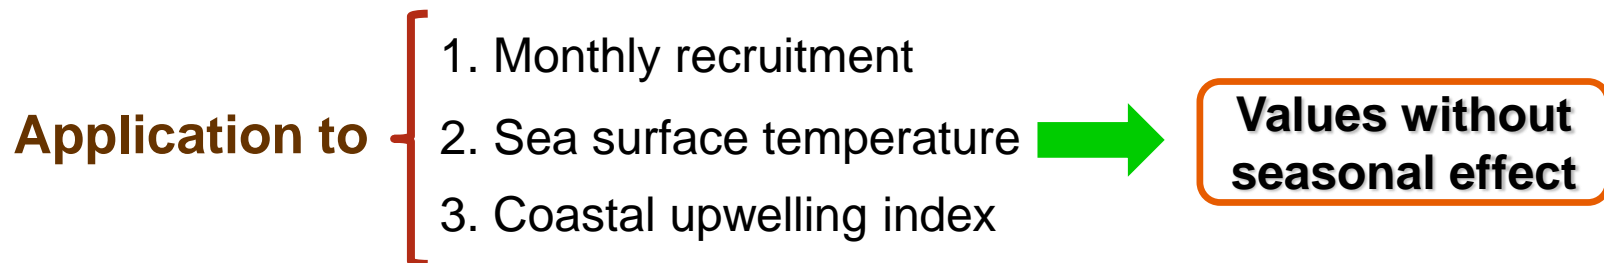 Application to
1. Monthly recruitment
2. Sea surface temperature
3. Coastal upwelling index
Values without
seasonal effect